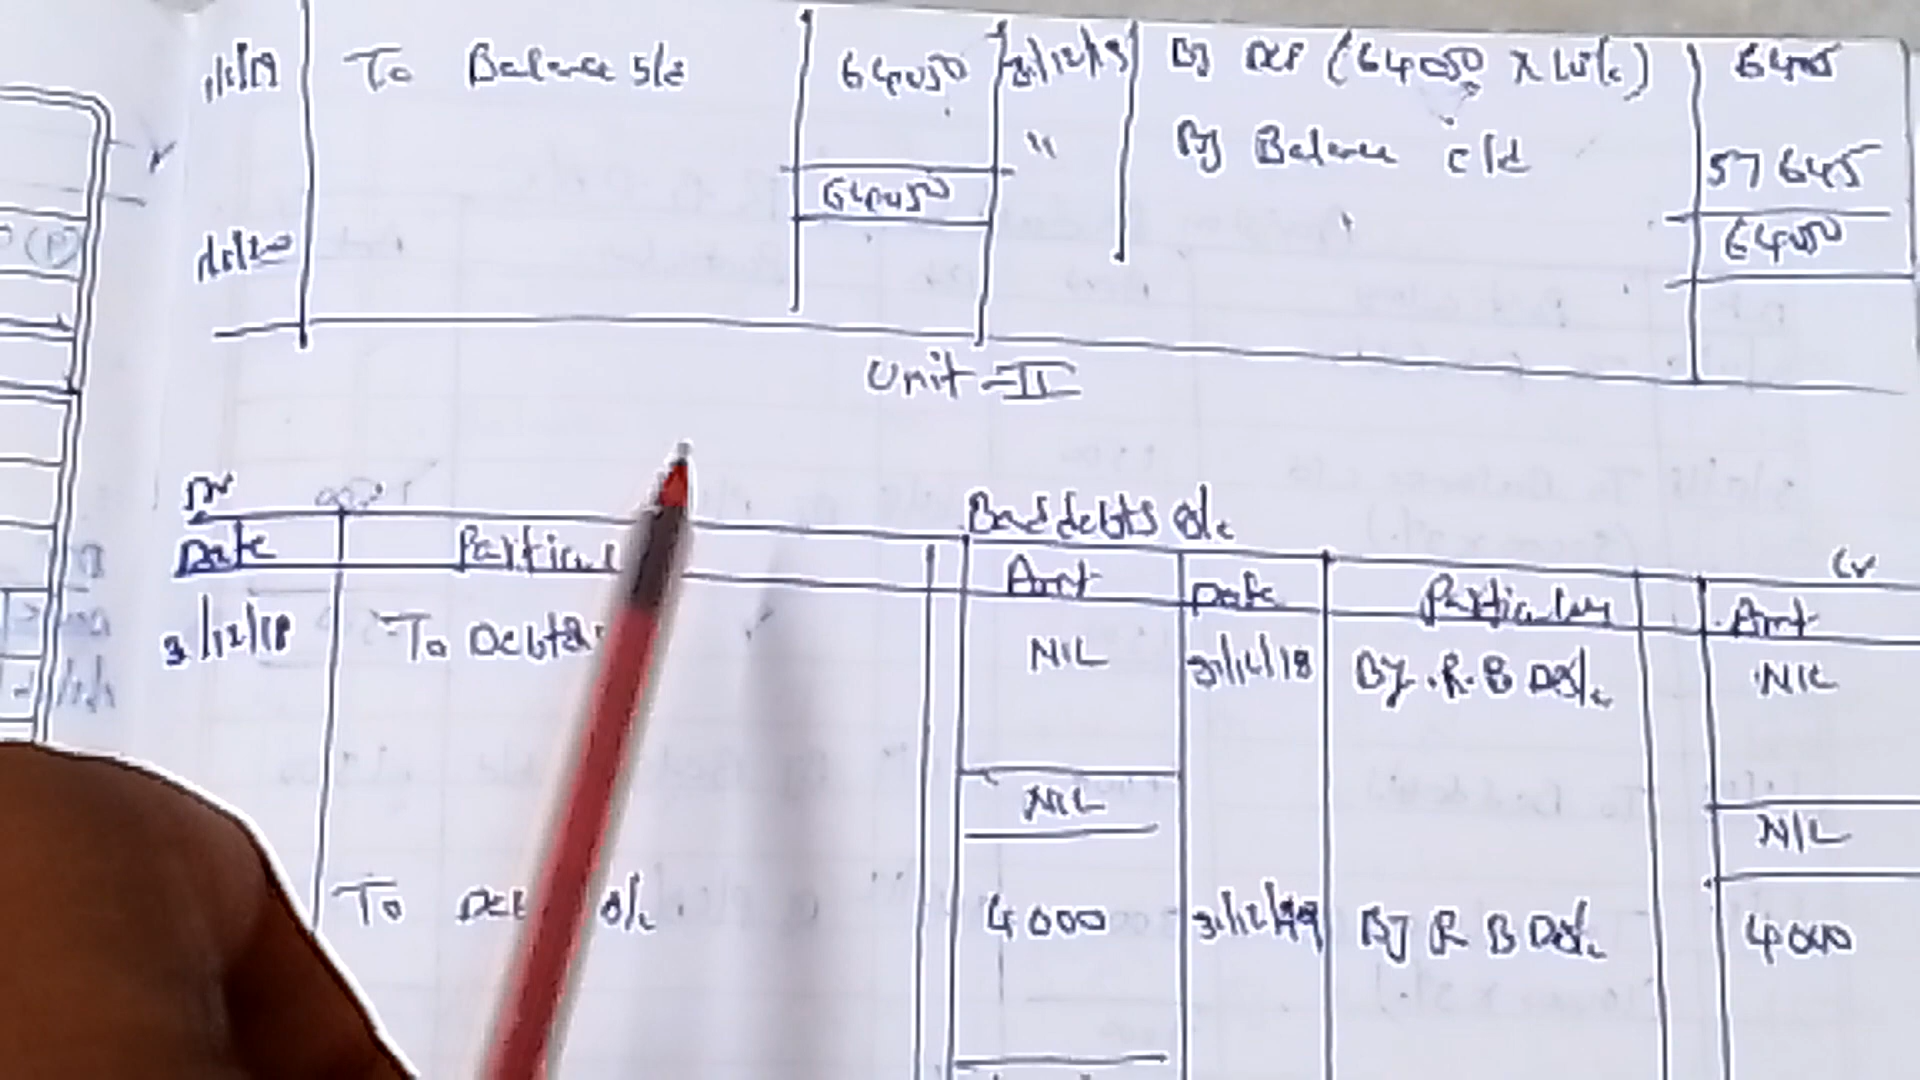 1/1/19 To Balance b/d 64050 31/12/19 By DEP (64050 x 10%) 6405
" By Balance c/d 57645
64050 64050
1/1/20
Unit-II
Dr Bad debts a/c Cr
Date Particul Amt Date Particulars Amt
31/12/18 To Debto NIL 31/12/18 By R.B.D a/c NIL
NIL NIL
To Deb a/c 4000 31/12/19 By R B D a/c 4000